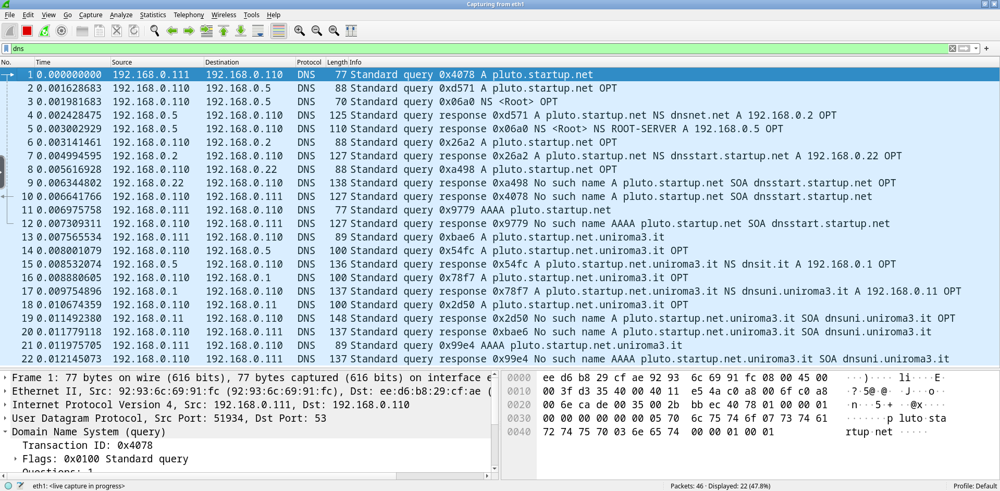 Capturing from eth1
File Edit View Go Capture Analyze Statistics Telephony Wireless Tools Help
dns
No. Time Source Destination Protocol Length Info
1 0.000000000 192.168.0.111 192.168.0.110 DNS 77 Standard query 0x4078 A pluto.startup.net
2 0.001628683 192.168.0.110 192.168.0.5 DNS 88 Standard query 0xd571 A pluto.startup.net OPT
3 0.001981683 192.168.0.110 192.168.0.5 DNS 70 Standard query 0x06a0 NS <Root> OPT
4 0.002428475 192.168.0.5 192.168.0.110 DNS 125 Standard query response 0xd571 A pluto.startup.net NS dnsnet.net A 192.168.0.2 OPT
5 0.003002929 192.168.0.5 192.168.0.110 DNS 110 Standard query response 0x06a0 NS <Root> NS ROOT-SERVER A 192.168.0.5 OPT
6 0.003141461 192.168.0.110 192.168.0.2 DNS 88 Standard query 0x26a2 A pluto.startup.net OPT
7 0.004994595 192.168.0.2 192.168.0.110 DNS 127 Standard query response 0x26a2 A pluto.startup.net NS dnsstart.startup.net A 192.168.0.22 OPT
8 0.005616928 192.168.0.110 192.168.0.22 DNS 88 Standard query 0xa498 A pluto.startup.net OPT
9 0.006344802 192.168.0.22 192.168.0.110 DNS 138 Standard query response 0xa498 No such name A pluto.startup.net SOA dnsstart.startup.net OPT
10 0.006641766 192.168.0.110 192.168.0.111 DNS 127 Standard query response 0x4078 No such name A pluto.startup.net SOA dnsstart.startup.net
11 0.006975758 192.168.0.111 192.168.0.110 DNS 77 Standard query 0x9779 AAAA pluto.startup.net
12 0.007309311 192.168.0.110 192.168.0.111 DNS 127 Standard query response 0x9779 No such name AAAA pluto.startup.net SOA dnsstart.startup.net
13 0.007565534 192.168.0.111 192.168.0.110 DNS 89 Standard query 0xbae6 A pluto.startup.net.uniroma3.it
14 0.008001079 192.168.0.110 192.168.0.5 DNS 100 Standard query 0x54fc A pluto.startup.net.uniroma3.it OPT
15 0.008532074 192.168.0.5 192.168.0.110 DNS 136 Standard query response 0x54fc A pluto.startup.net.uniroma3.it NS dnsit.it A 192.168.0.1 OPT
16 0.008880605 192.168.0.110 192.168.0.1 DNS 100 Standard query 0x78f7 A pluto.startup.net.uniroma3.it OPT
17 0.009754896 192.168.0.1 192.168.0.110 DNS 137 Standard query response 0x78f7 A pluto.startup.net.uniroma3.it NS dnsuni.uniroma3.it A 192.168.0.11 OPT
18 0.010674359 192.168.0.110 192.168.0.11 DNS 100 Standard query 0x2d50 A pluto.startup.net.uniroma3.it OPT
19 0.011492380 192.168.0.11 192.168.0.110 DNS 148 Standard query response 0x2d50 No such name A pluto.startup.net.uniroma3.it SOA dnsuni.uniroma3.it OPT
20 0.011779118 192.168.0.110 192.168.0.111 DNS 137 Standard query response 0xbae6 No such name A pluto.startup.net.uniroma3.it SOA dnsuni.uniroma3.it
21 0.011975705 192.168.0.111 192.168.0.110 DNS 89 Standard query 0x99e4 AAAA pluto.startup.net.uniroma3.it
22 0.012145073 192.168.0.110 192.168.0.111 DNS 137 Standard query response 0x99e4 No such name AAAA pluto.startup.net.uniroma3.it SOA dnsuni.uniroma3.it
Frame 1: 77 bytes on wire (616 bits), 77 bytes captured (616 bits) on interface e
Ethernet II, Src: 92:93:6c:69:91:fc (92:93:6c:69:91:fc), Dst: ee:d6:b8:29:cf:ae (
Internet Protocol Version 4, Src: 192.168.0.111, Dst: 192.168.0.110
User Datagram Protocol, Src Port: 51934, Dst Port: 53
Domain Name System (query)
Transaction ID: 0x4078
Flags: 0x0100 Standard query
Questions: 1
0000 ee d6 b8 29 cf ae 92 93 6c 69 91 fc 08 00 45 00 ···)···· li····E·
0010 00 3f d3 35 40 00 40 11 e5 4a c0 a8 00 6f c0 a8 ·?·5@·@· ·J···o··
0020 00 6e ca de 00 35 00 2b bb ec 40 78 01 00 00 01 ·n···5·+ ··@x····
0030 00 00 00 00 00 00 05 70 6c 75 74 6f 07 73 74 61 ·······p luto·sta
0040 72 74 75 70 03 6e 65 74 00 00 01 00 01 rtup·net ·····
eth1: <live capture in progress>
Packets: 46 · Displayed: 22 (47.8%)
Profile: Default